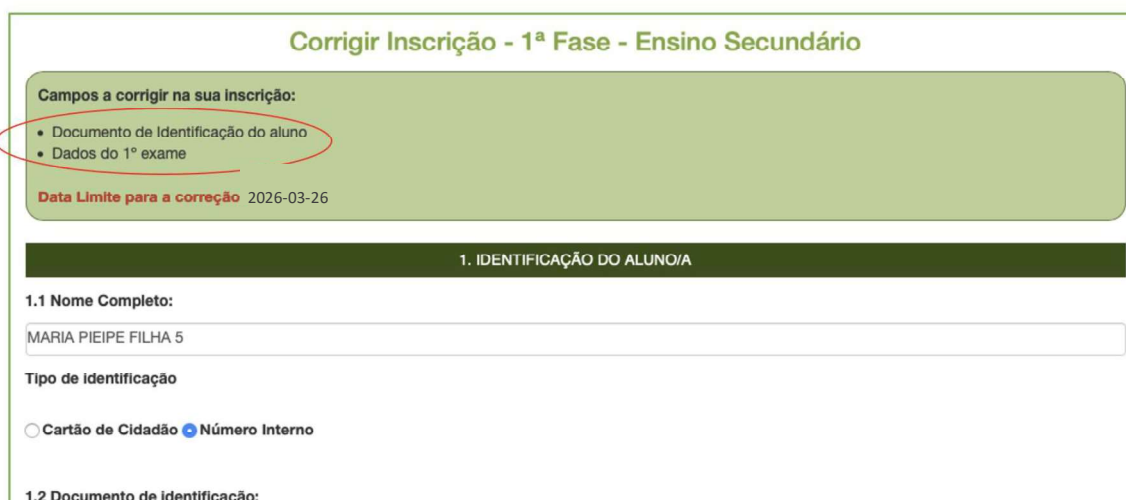 Corrigir Inscrição - 1ª Fase - Ensino Secundário
Campos a corrigir na sua inscrição:
• Documento de Identificação do aluno
• Dados do 1º exame
Data Limite para a correção 2026-03-26
1. IDENTIFICAÇÃO DO ALUNO/A
1.1 Nome Completo:
MARIA PIEIPE FILHA 5
Tipo de identificação
Cartão de Cidadão Número Interno
1.2 Documento de identificação: